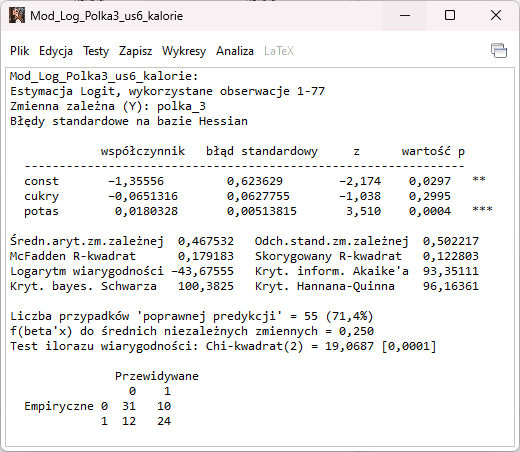 Mod_Log_Polka3_us6_kalorie
Plik Edycja Testy Zapisz Wykresy Analiza LaTeX
Mod_Log_Polka3_us6_kalorie:
Estymacja Logit, wykorzystane obserwacje 1-77
Zmienna zależna (Y): polka_3
Błędy standardowe na bazie Hessian
współczynnik błąd standardowy z wartość p
---------------------------------------------------------------
const −1,35556 0,623629 −2,174 0,0297 **
cukry −0,0651316 0,0627755 −1,038 0,2995
potas 0,0180328 0,00513815 3,510 0,0004 ***
Średn.aryt.zm.zależnej 0,467532 Odch.stand.zm.zależnej 0,502217
McFadden R-kwadrat 0,179183 Skorygowany R-kwadrat 0,122803
Logarytm wiarygodności −43,67555 Kryt. inform. Akaike'a 93,35111
Kryt. bayes. Schwarza 100,3825 Kryt. Hannana-Quinna 96,16361
Liczba przypadków 'poprawnej predykcji' = 55 (71,4%)
f(beta'x) do średnich niezależnych zmiennych = 0,250
Test ilorazu wiarygodności: Chi-kwadrat(2) = 19,0687 [0,0001]
Przewidywane
0 1
Empiryczne 0 31 10
1 12 24